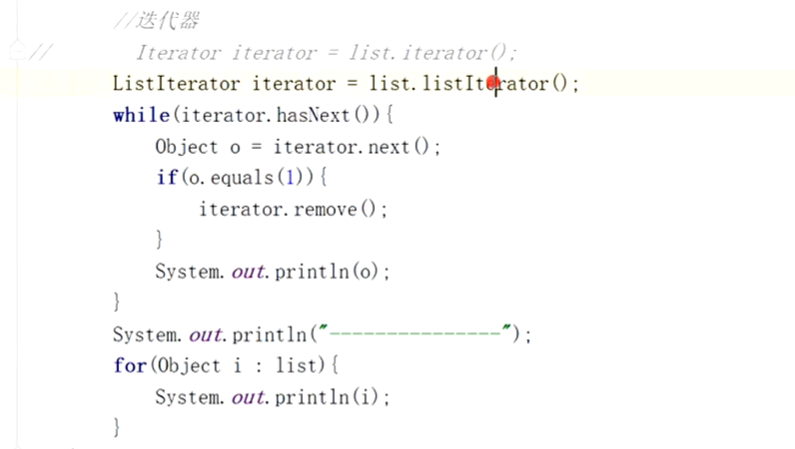 //迭代器
//        Iterator iterator = list.iterator();
ListIterator iterator = list.listIterator();
while(iterator.hasNext()){
    Object o = iterator.next();
    if(o.equals(1)){
        iterator.remove();
    }
    System.out.println(o);
}
System.out.println("---------------");
for(Object i : list){
    System.out.println(i);
}